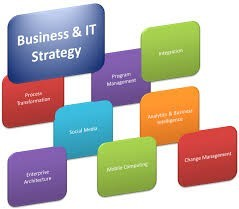 Business & IT
Strategy
Integration
Program
Management
Process
Transformation
Analytics & Business
Intelligence
Social Media
Change Management
Mobile Computing
Enterprise
Architecture